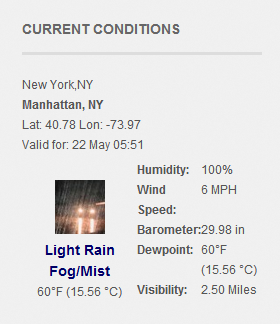 CURRENT CONDITIONS
New York,NY
Manhattan, NY
Lat: 40.78 Lon: -73.97
Valid for: 22 May 05:51
Light Rain
Fog/Mist
60°F (15.56 °C)
Humidity: 100%
Wind 6 MPH
Speed:
Barometer:29.98 in
Dewpoint: 60°F
(15.56 °C)
Visibility: 2.50 Miles